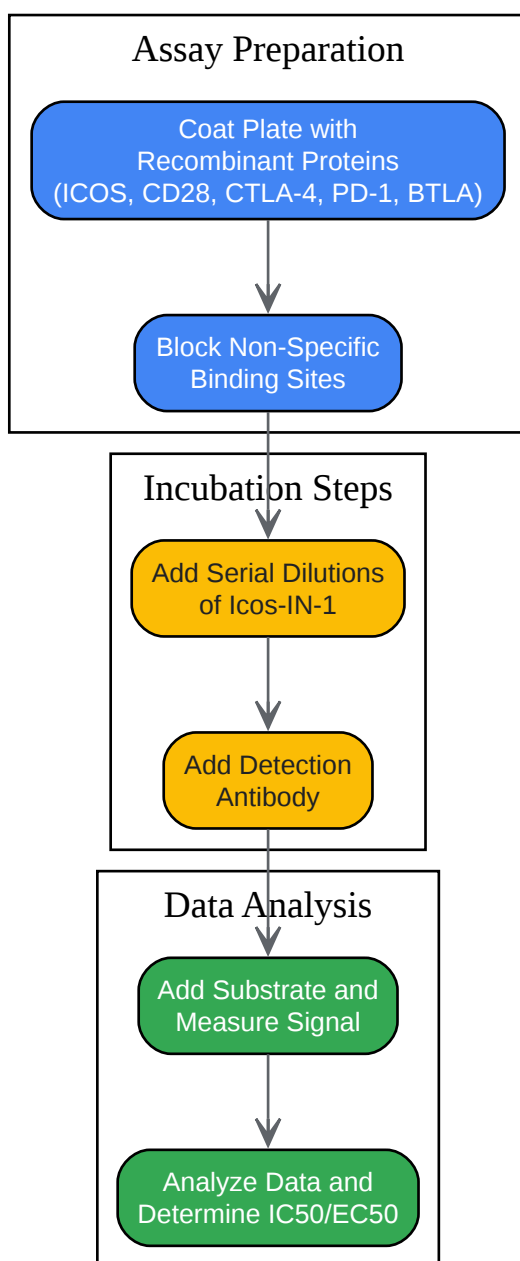 Assay Preparation
Coat Plate with
Recombinant Proteins
(ICOS, CD28, CTLA-4, PD-1, BTLA)
Block Non-Specific
Binding Sites
Incubation Steps
Add Serial Dilutions
of Icos-IN-1
Add Detection
Antibody
Data Analysis
Add Substrate and
Measure Signal
Analyze Data and
Determine IC50/EC50